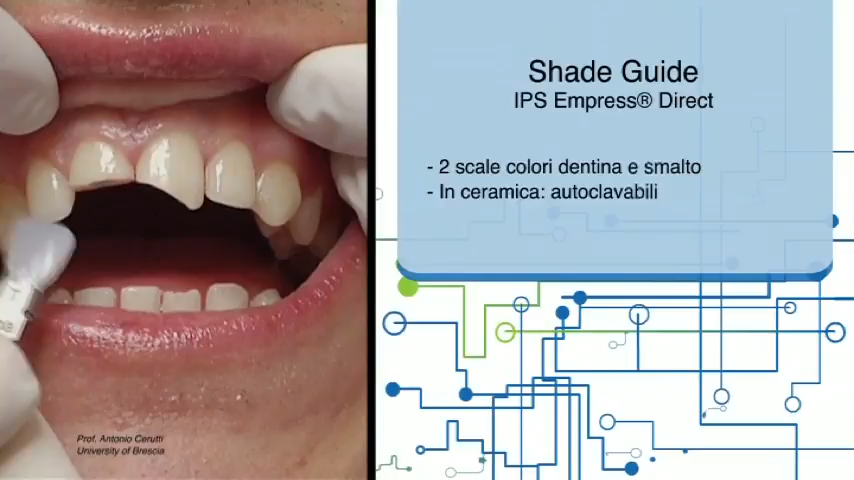 Shade Guide
IPS Empress® Direct
- 2 scale colori dentina e smalto
- In ceramica: autoclavabili
Prof. Antonio Cerutti
University of Brescia